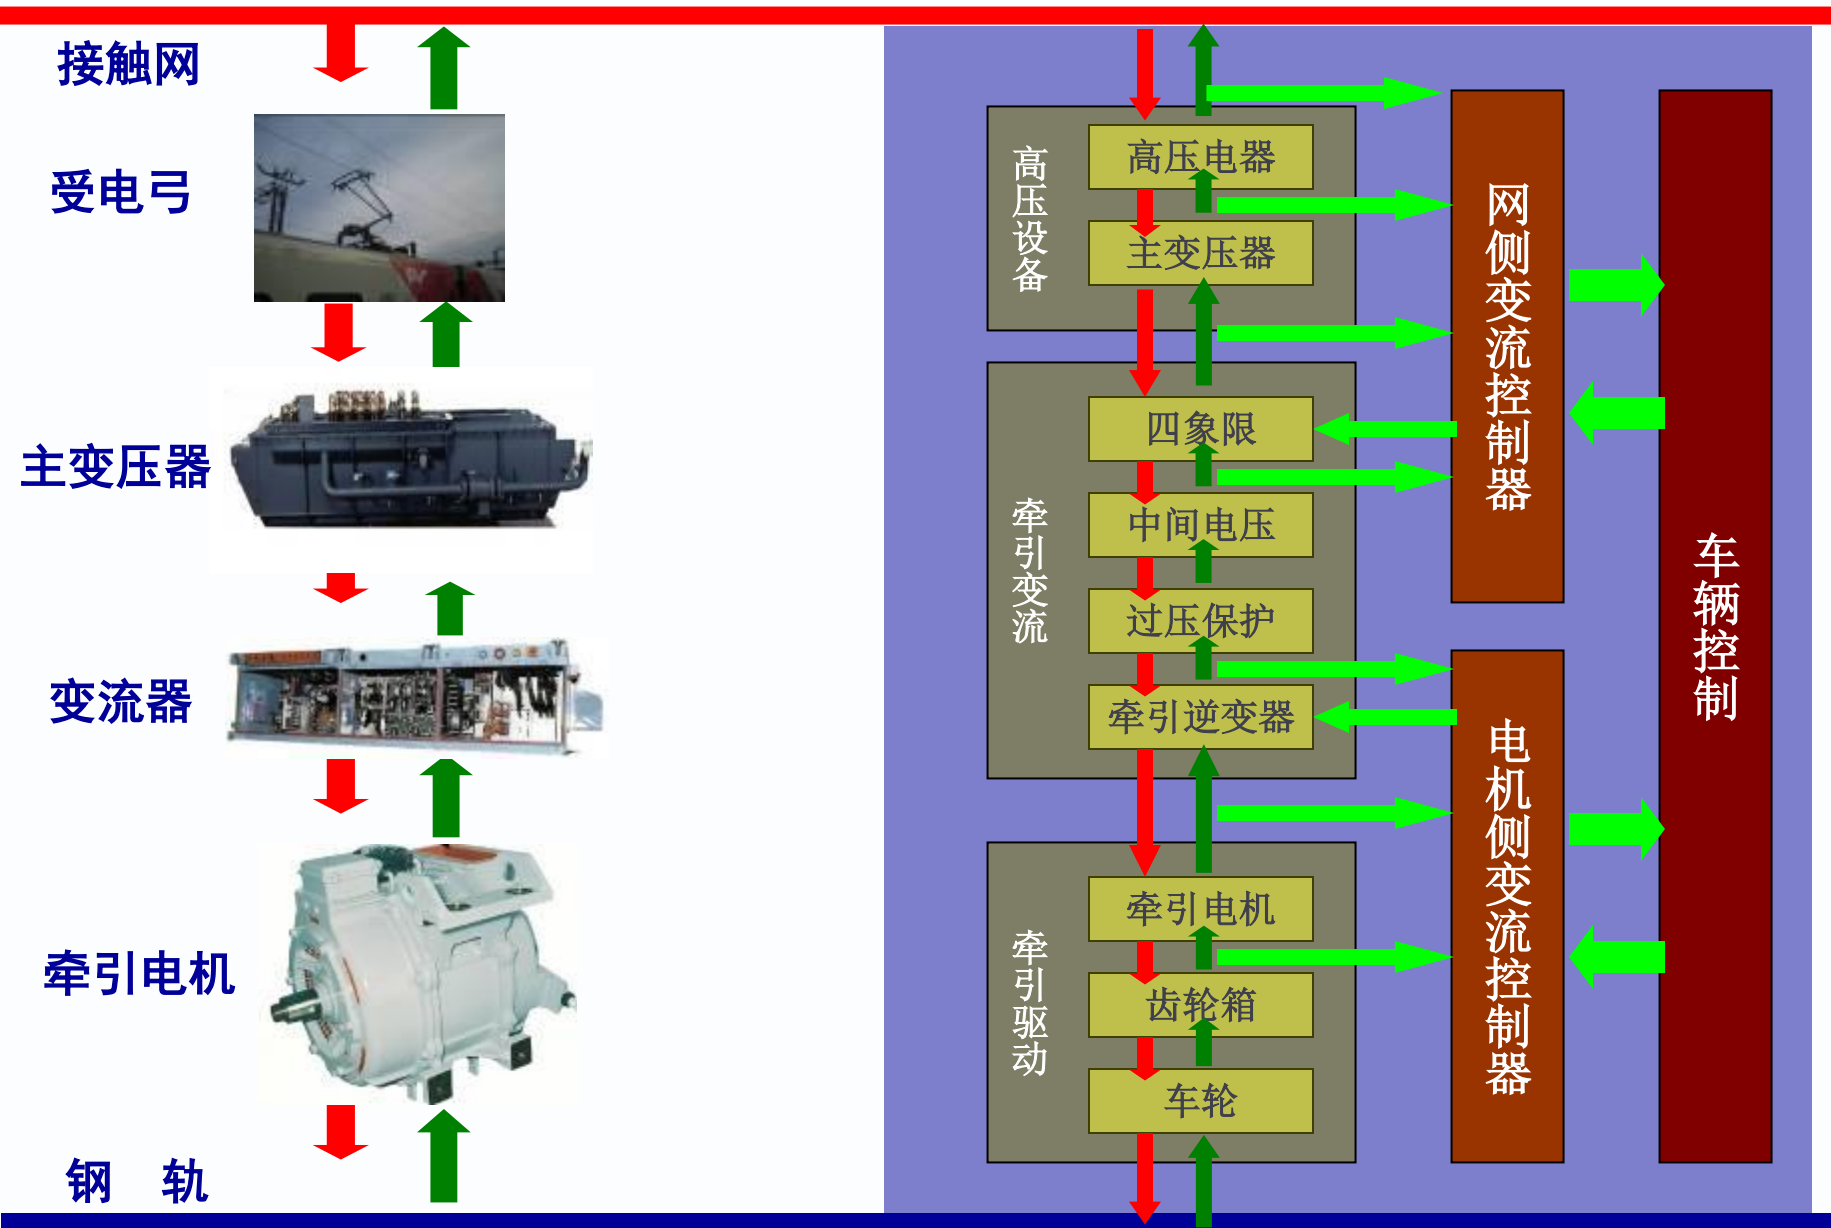 接触网
受电弓
主变压器
变流器
牵引电机
钢 轨
高压设备
高压电器
主变压器
牵引变流
四象限
中间电压
过压保护
牵引逆变器
牵引驱动
牵引电机
齿轮箱
车轮
网侧变流控制器
电机侧变流控制器
车辆控制